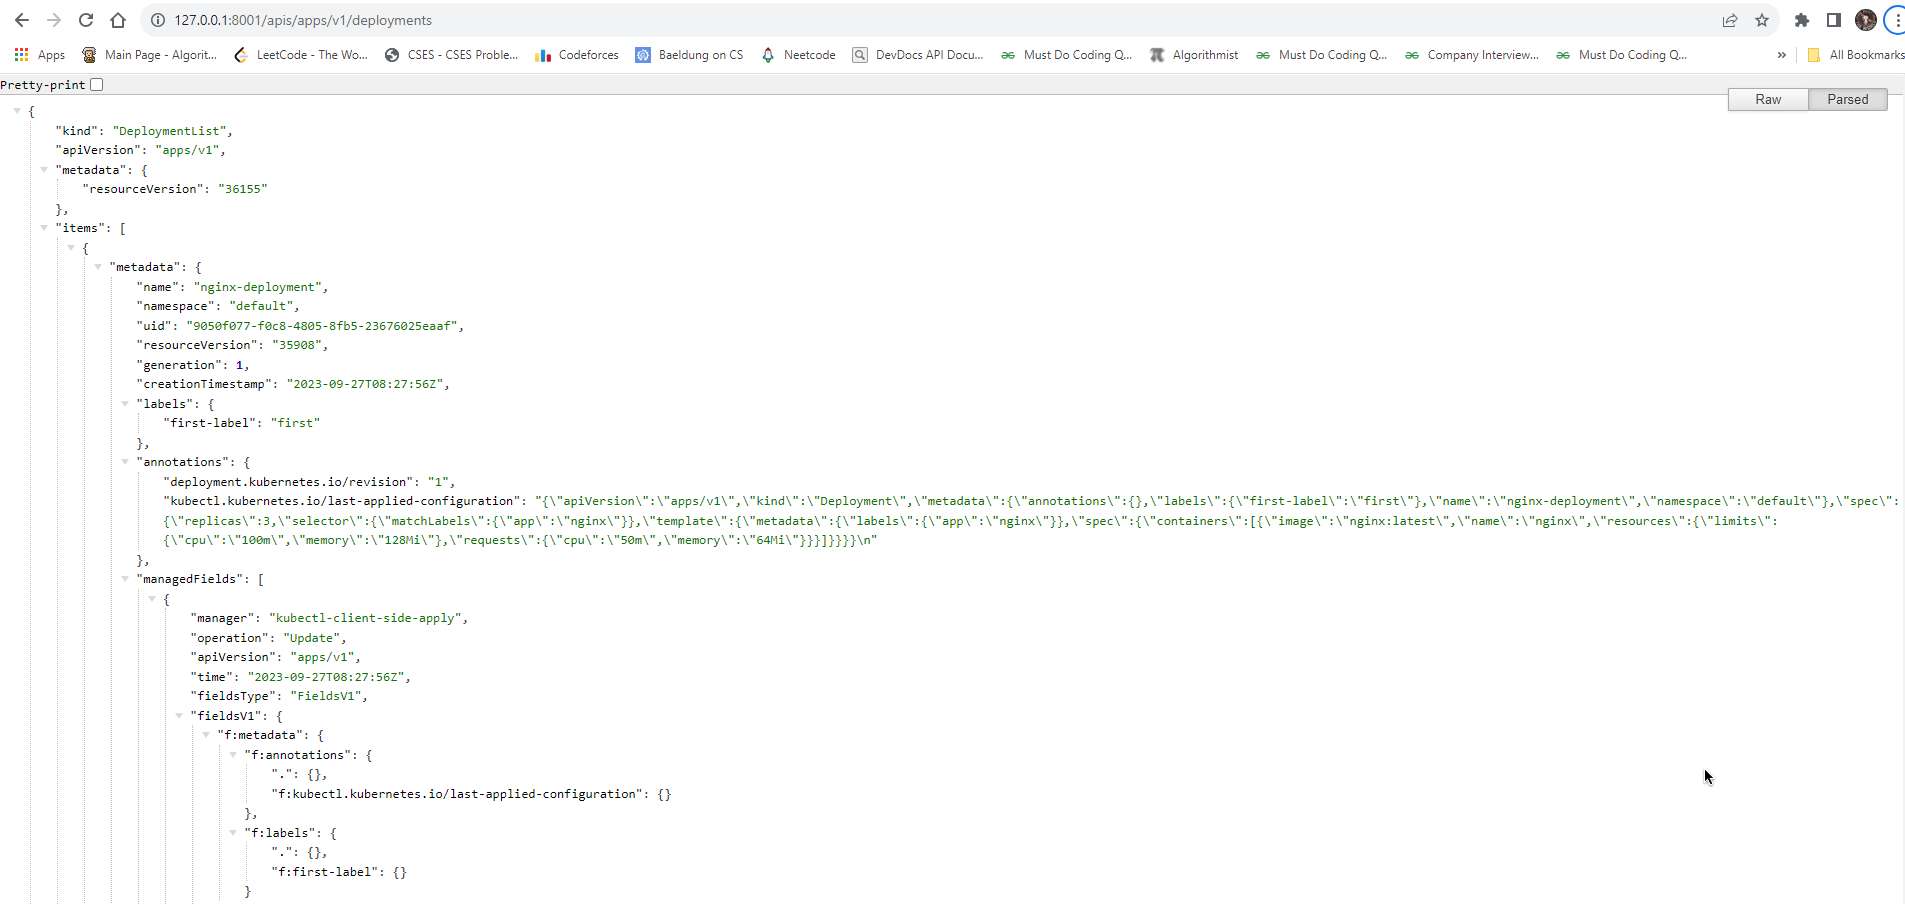 127.0.0.1:8001/apis/apps/v1/deployments
Apps Main Page - Algorit... LeetCode - The Wo... CSES - CSES Proble... Codeforces Baeldung on CS Neetcode DevDocs API Docu... Must Do Coding Q... Algorithmist Must Do Coding Q... Company Interview... Must Do Coding Q... » All Bookmarks
Pretty-print
Raw Parsed
{
"kind": "DeploymentList",
"apiVersion": "apps/v1",
"metadata": {
"resourceVersion": "36155"
},
"items": [
{
"metadata": {
"name": "nginx-deployment",
"namespace": "default",
"uid": "9050f077-f0c8-4805-8fb5-23676025eaaf",
"resourceVersion": "35908",
"generation": 1,
"creationTimestamp": "2023-09-27T08:27:56Z",
"labels": {
"first-label": "first"
},
"annotations": {
"deployment.kubernetes.io/revision": "1",
"kubectl.kubernetes.io/last-applied-configuration": "{\"apiVersion\":\"apps/v1\",\"kind\":\"Deployment\",\"metadata\":{\"annotations\":{},\"labels\":{\"first-label\":\"first\"},\"name\":\"nginx-deployment\",\"namespace\":\"default\"},\"spec\":
{\"replicas\":3,\"selector\":{\"matchLabels\":{\"app\":\"nginx\"}},\"template\":{\"metadata\":{\"labels\":{\"app\":\"nginx\"}},\"spec\":{\"containers\":[{\"image\":\"nginx:latest\",\"name\":\"nginx\",\"resources\":{\"limits\":
{\"cpu\":\"100m\",\"memory\":\"128Mi\"},\"requests\":{\"cpu\":\"50m\",\"memory\":\"64Mi\"}}}]}}}}\n"
},
"managedFields": [
{
"manager": "kubectl-client-side-apply",
"operation": "Update",
"apiVersion": "apps/v1",
"time": "2023-09-27T08:27:56Z",
"fieldsType": "FieldsV1",
"fieldsV1": {
"f:metadata": {
"f:annotations": {
".": {},
"f:kubectl.kubernetes.io/last-applied-configuration": {}
},
"f:labels": {
".": {},
"f:first-label": {}
}